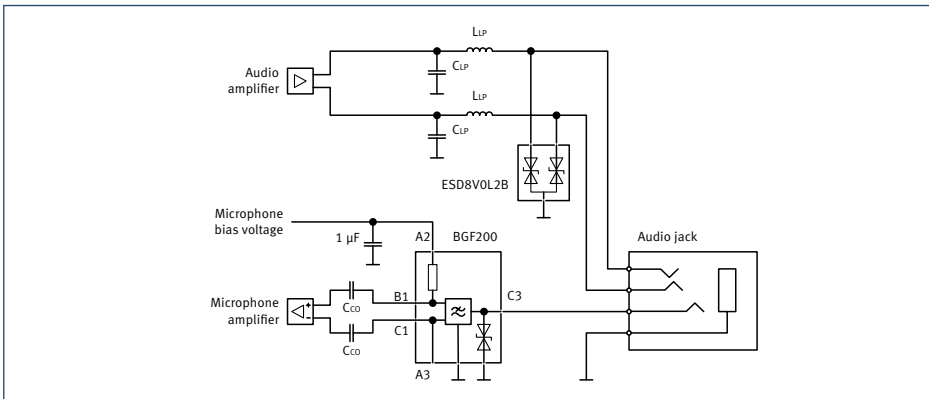 LLP
CLP
Audio
amplifier
LLP
CLP
ESD8V0L2B
Microphone
bias voltage
1 µF
A2
BGF200
Audio jack
Microphone
amplifier
+
-
CCO
B1
C3
C1
CCO
A3